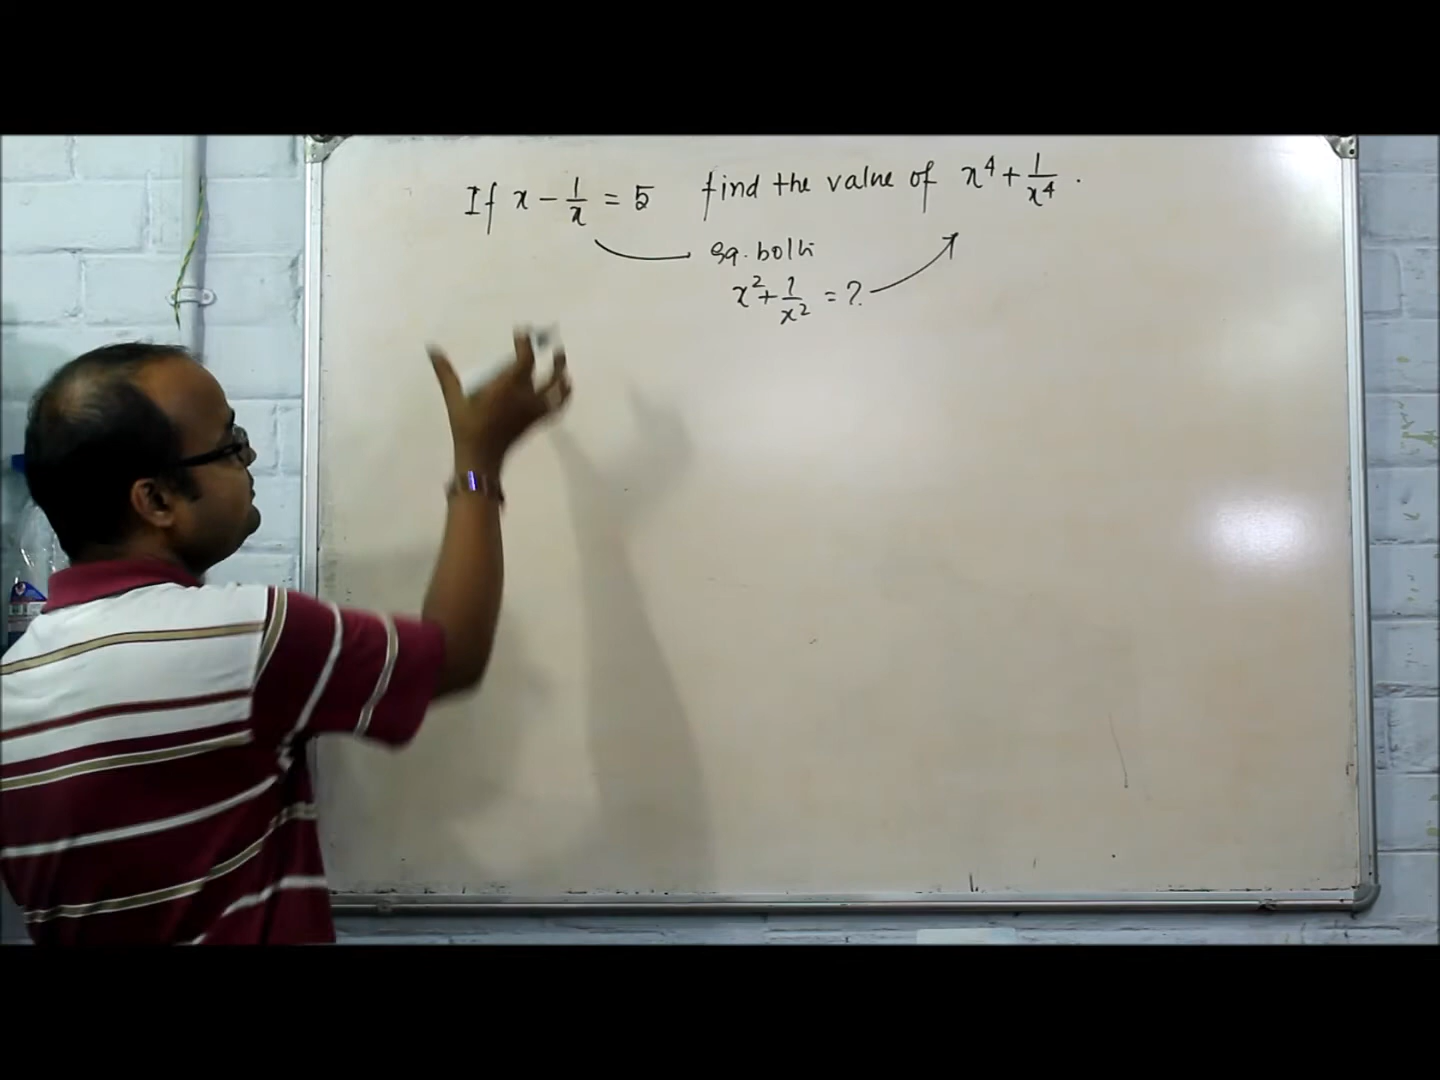 If x - 1/x = 5 find the value of x⁴ + 1/x⁴ .
sq. both
x² + 1/x² = ?